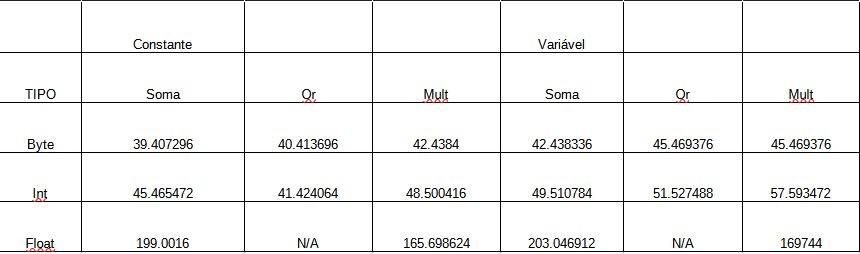 Constante Variável
TIPO Soma Qr Mult Soma Qr Mult
Byte 39.407296 40.413696 42.4384 42.438336 45.469376 45.469376
Int 45.465472 41.424064 48.500416 49.510784 51.527488 57.593472
Float 199.0016 N/A 165.698624 203.046912 N/A 169744